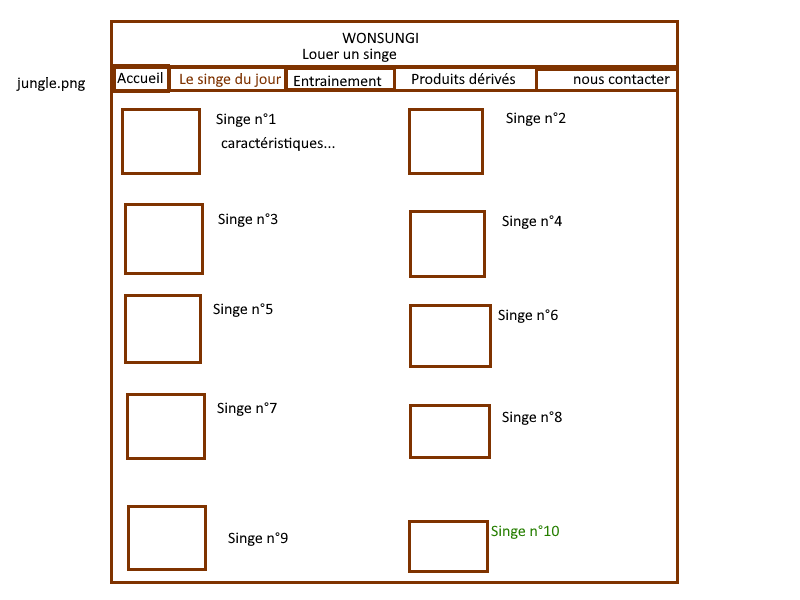 WONSUNGI
Louer un singe
jungle.png
Accueil
Le singe du jour
Entrainement
Produits dérivés
nous contacter
Singe n°1
caractéristiques...
Singe n°2
Singe n°3
Singe n°4
Singe n°5
Singe n°6
Singe n°7
Singe n°8
Singe n°9
Singe n°10